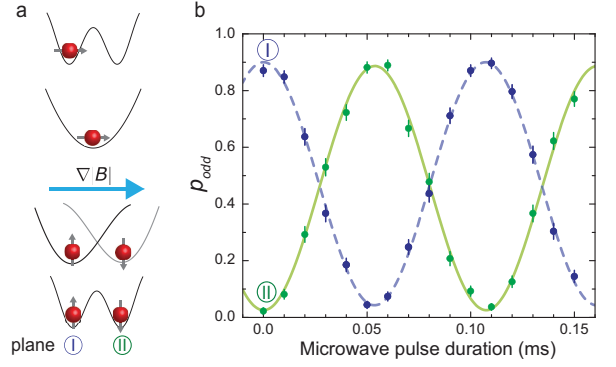 a
∇|B|
plane Ⓘ Ⓘⓘ
b
Ⓘ
Ⅱ
p_odd
1.0
0.8
0.6
0.4
0.2
0.0
0.0 0.05 0.10 0.15
Microwave pulse duration (ms)